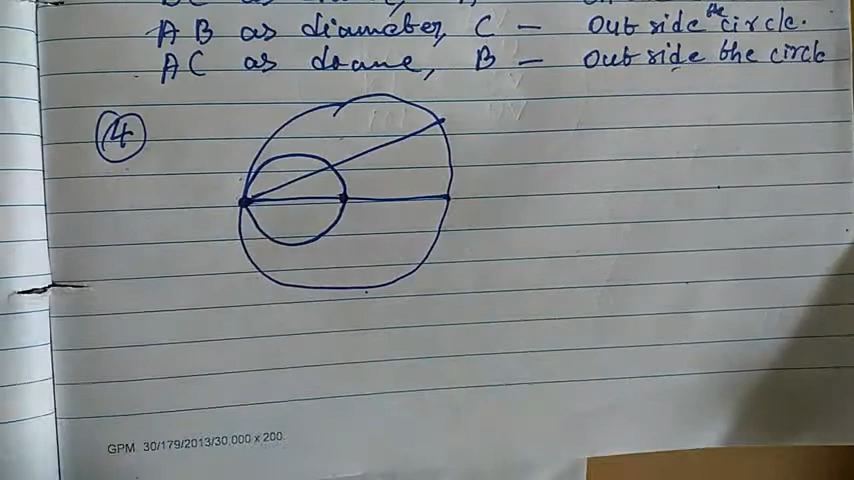 AB as diameter, C - outside the circle.
AC as drame, B - outside the circle
4
GPM 30/179/2013/30.000 x 200.